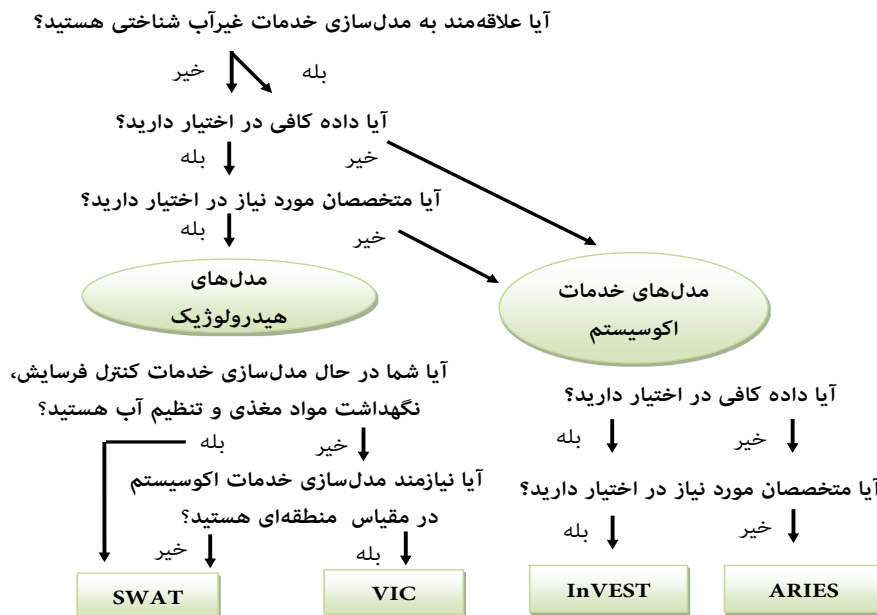 آیا علاقه‌مند به مدل‌سازی خدمات غیرآب شناختی هستید؟
خیر
بله
آیا داده کافی در اختیار دارید؟
بله
خیر
آیا متخصصان مورد نیاز در اختیار دارید؟
بله
خیر
مدل‌های
هیدرولوژیک
مدل‌های خدمات
اکوسیستم
آیا شما در حال مدل‌سازی خدمات کنترل فرسایش،
نگهداشت مواد مغذی و تنظیم آب هستید؟
بله
خیر
آیا نیازمند مدل‌سازی خدمات اکوسیستم
در مقیاس منطقه‌ای هستید؟
خیر
بله
SWAT
VIC
آیا داده کافی در اختیار دارید؟
بله
خیر
آیا متخصصان مورد نیاز در اختیار دارید؟
بله
خیر
InVEST
ARIES